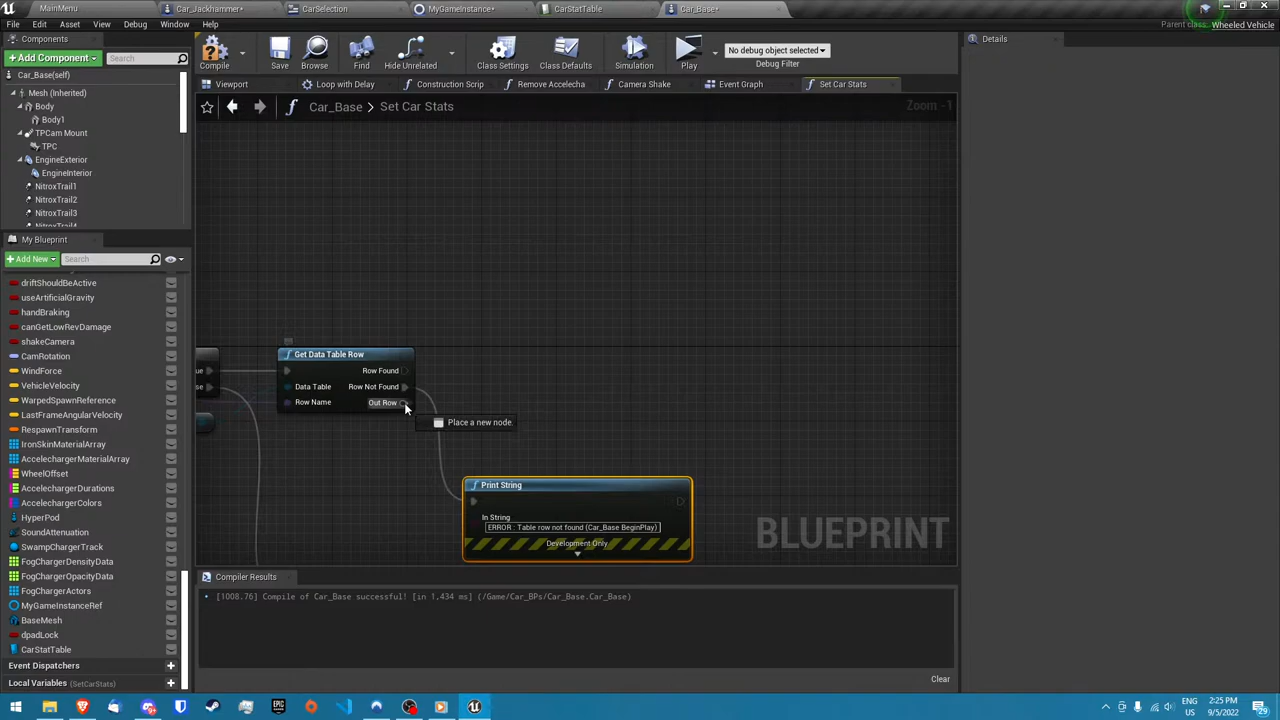 MainMenu
Car_Jackhammer*
CarSelection
MyGameInstance*
CarStatTable
Car_Base*
File Edit Asset View Debug Window Help
Parent class: Wheeled Vehicle
Components
+Add Component
Search
Car_Base(self)
Mesh (Inherited)
Body
Body1
TPCam Mount
TPC
EngineExterior
EngineInterior
NitroxTrail1
NitroxTrail2
NitroxTrail3
NitroxTrail4
Compile
Save
Browse
Find
Hide Unrelated
Class Settings
Class Defaults
Simulation
Play
No debug object selected
Debug Filter
Details
Viewport
Loop with Delay
Construction Scrip
Remove Accelecha
Camera Shake
Event Graph
Set Car Stats
Car_Base > Set Car Stats
Zoom -1
My Blueprint
+Add New
Search
driftShouldBeActive
useArtificialGravity
handBraking
canGetLowRevDamage
shakeCamera
CamRotation
WindForce
VehicleVelocity
WarpedSpawnReference
LastFrameAngularVelocity
RespawnTransform
IronSkinMaterialArray
AccelechargerMaterialArray
WheelOffset
AccelechargerDurations
AccelechargerColors
HyperPod
SoundAttenuation
SwampChargerTrack
FogChargerDensityData
FogChargerOpacityData
FogChargerActors
MyGameInstanceRef
BaseMesh
dpadLock
CarStatTable
Event Dispatchers
Local Variables (SetCarStats)
ue
se
Get Data Table Row
Row Found
Data Table
Row Not Found
Row Name
Out Row
Place a new node.
Print String
In String
ERROR : Table row not found (Car_Base BeginPlay)
Development Only
BLUEPRINT
Compiler Results
[1008.76] Compile of Car_Base successful! [in 1,434 ms] (/Game/Car_BPs/Car_Base.Car_Base)
Clear
ENG
US
2:25 PM
9/5/2022
29